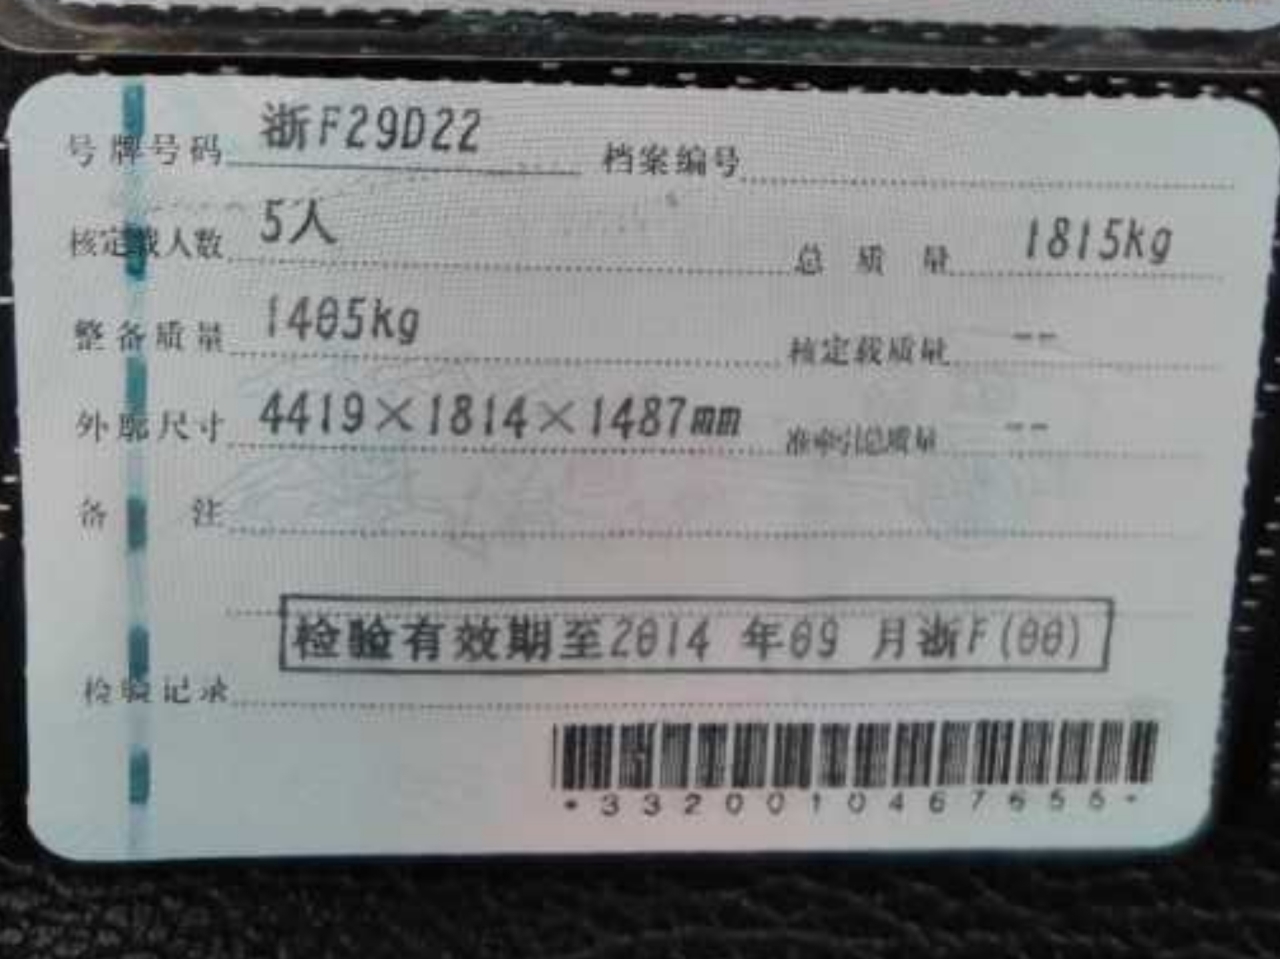 号牌号码 浙F29D22 档案编号
核定载人数 5人 总质量 1815kg
整备质量 1405kg 核定载质量 --
外廓尺寸 4419×1814×1487mm 准牵引总质量 --
备注
检验有效期至2014 年09 月浙F(00)
检验记录